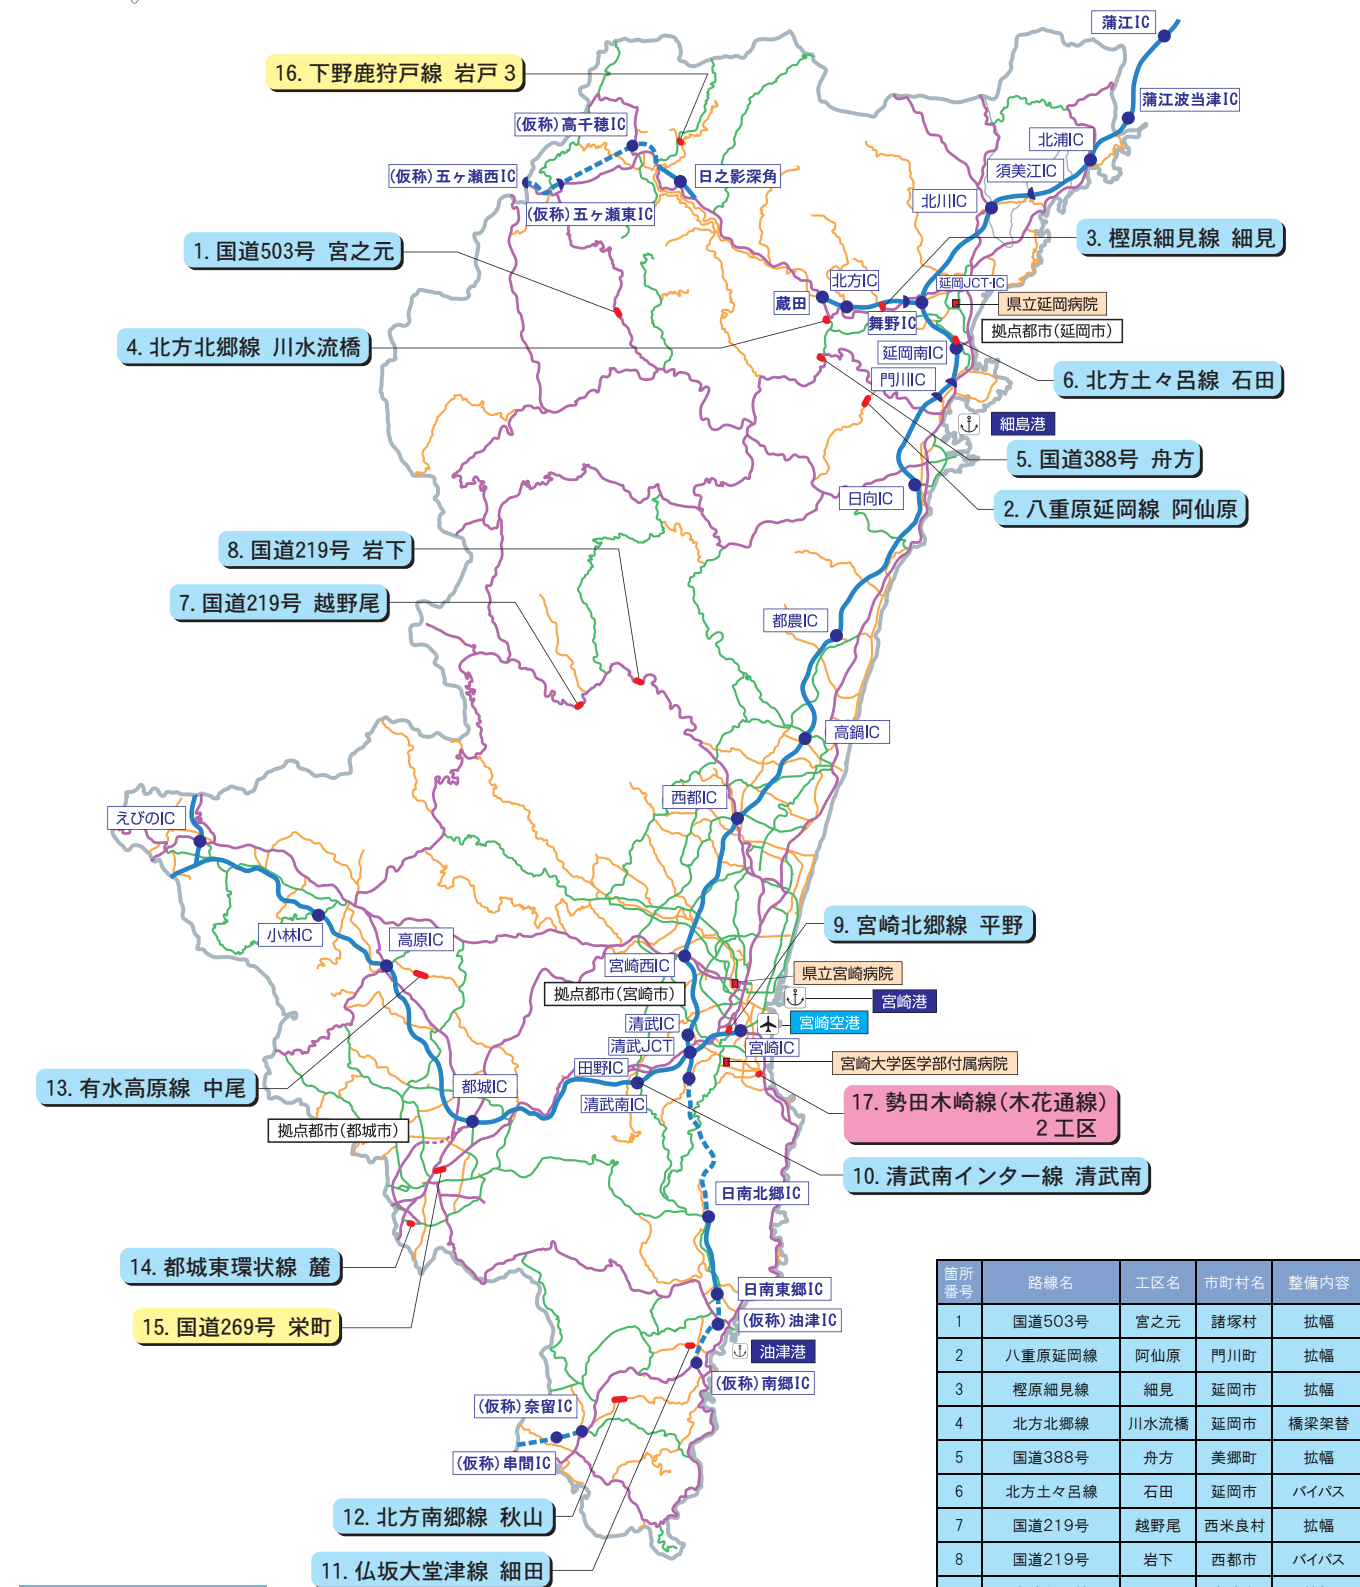 蒲江IC
16. 下野鹿狩戸線 岩戸3
蒲江波当津IC
(仮称)高千穂IC
北浦IC
須美江IC
(仮称)五ヶ瀬西IC
日之影深角
北川IC
(仮称)五ヶ瀬東IC
3. 樫原細見線 細見
1. 国道503号 宮之元
北方IC
延岡JCT・IC
蔵田
県立延岡病院
舞野IC
拠点都市(延岡市)
4. 北方北郷線 川水流橋
延岡南IC
門川IC
6. 北方土々呂線 石田
細島港
5. 国道388号 舟方
日向IC
2. 八重原延岡線 阿仙原
8. 国道219号 岩下
7. 国道219号 越野尾
都農IC
高鍋IC
西都IC
えびのIC
9. 宮崎北郷線 平野
小林IC
高原IC
宮崎西IC
県立宮崎病院
拠点都市(宮崎市)
宮崎港
清武IC
宮崎空港
清武JCT
宮崎IC
田野IC
宮崎大学医学部付属病院
13. 有水高原線 中尾
都城IC
清武南IC
17. 勢田木崎線(木花通線)
2工区
拠点都市(都城市)
10. 清武南インター線 清武南
日南北郷IC
14. 都城東環状線 麓
日南東郷IC
15. 国道269号 栄町
(仮称)油津IC
油津港
(仮称)南郷IC
(仮称)奈留IC
(仮称)串間IC
12. 北方南郷線 秋山
11. 仏坂大堂津線 細田
箇所番号 路線名 工区名 市町村名 整備内容
1 国道503号 宮之元 諸塚村 拡幅
2 八重原延岡線 阿仙原 門川町 拡幅
3 樫原細見線 細見 延岡市 拡幅
4 北方北郷線 川水流橋 延岡市 橋梁架替
5 国道388号 舟方 美郷町 拡幅
6 北方土々呂線 石田 延岡市 バイパス
7 国道219号 越野尾 西米良村 拡幅
8 国道219号 岩下 西都市 バイパス